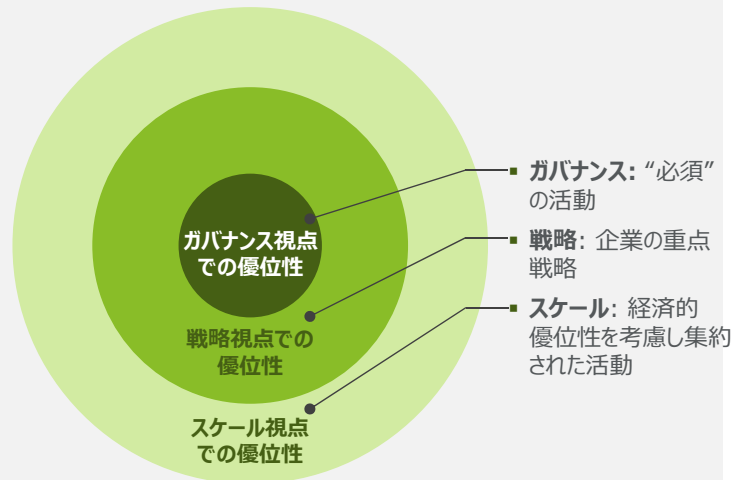 ガバナンス視点
での優位性
戦略視点での
優位性
スケール視点
での優位性
▪ ガバナンス: “必須”
の活動
▪ 戦略: 企業の重点
戦略
▪ スケール: 経済的
優位性を考慮し集約
された活動